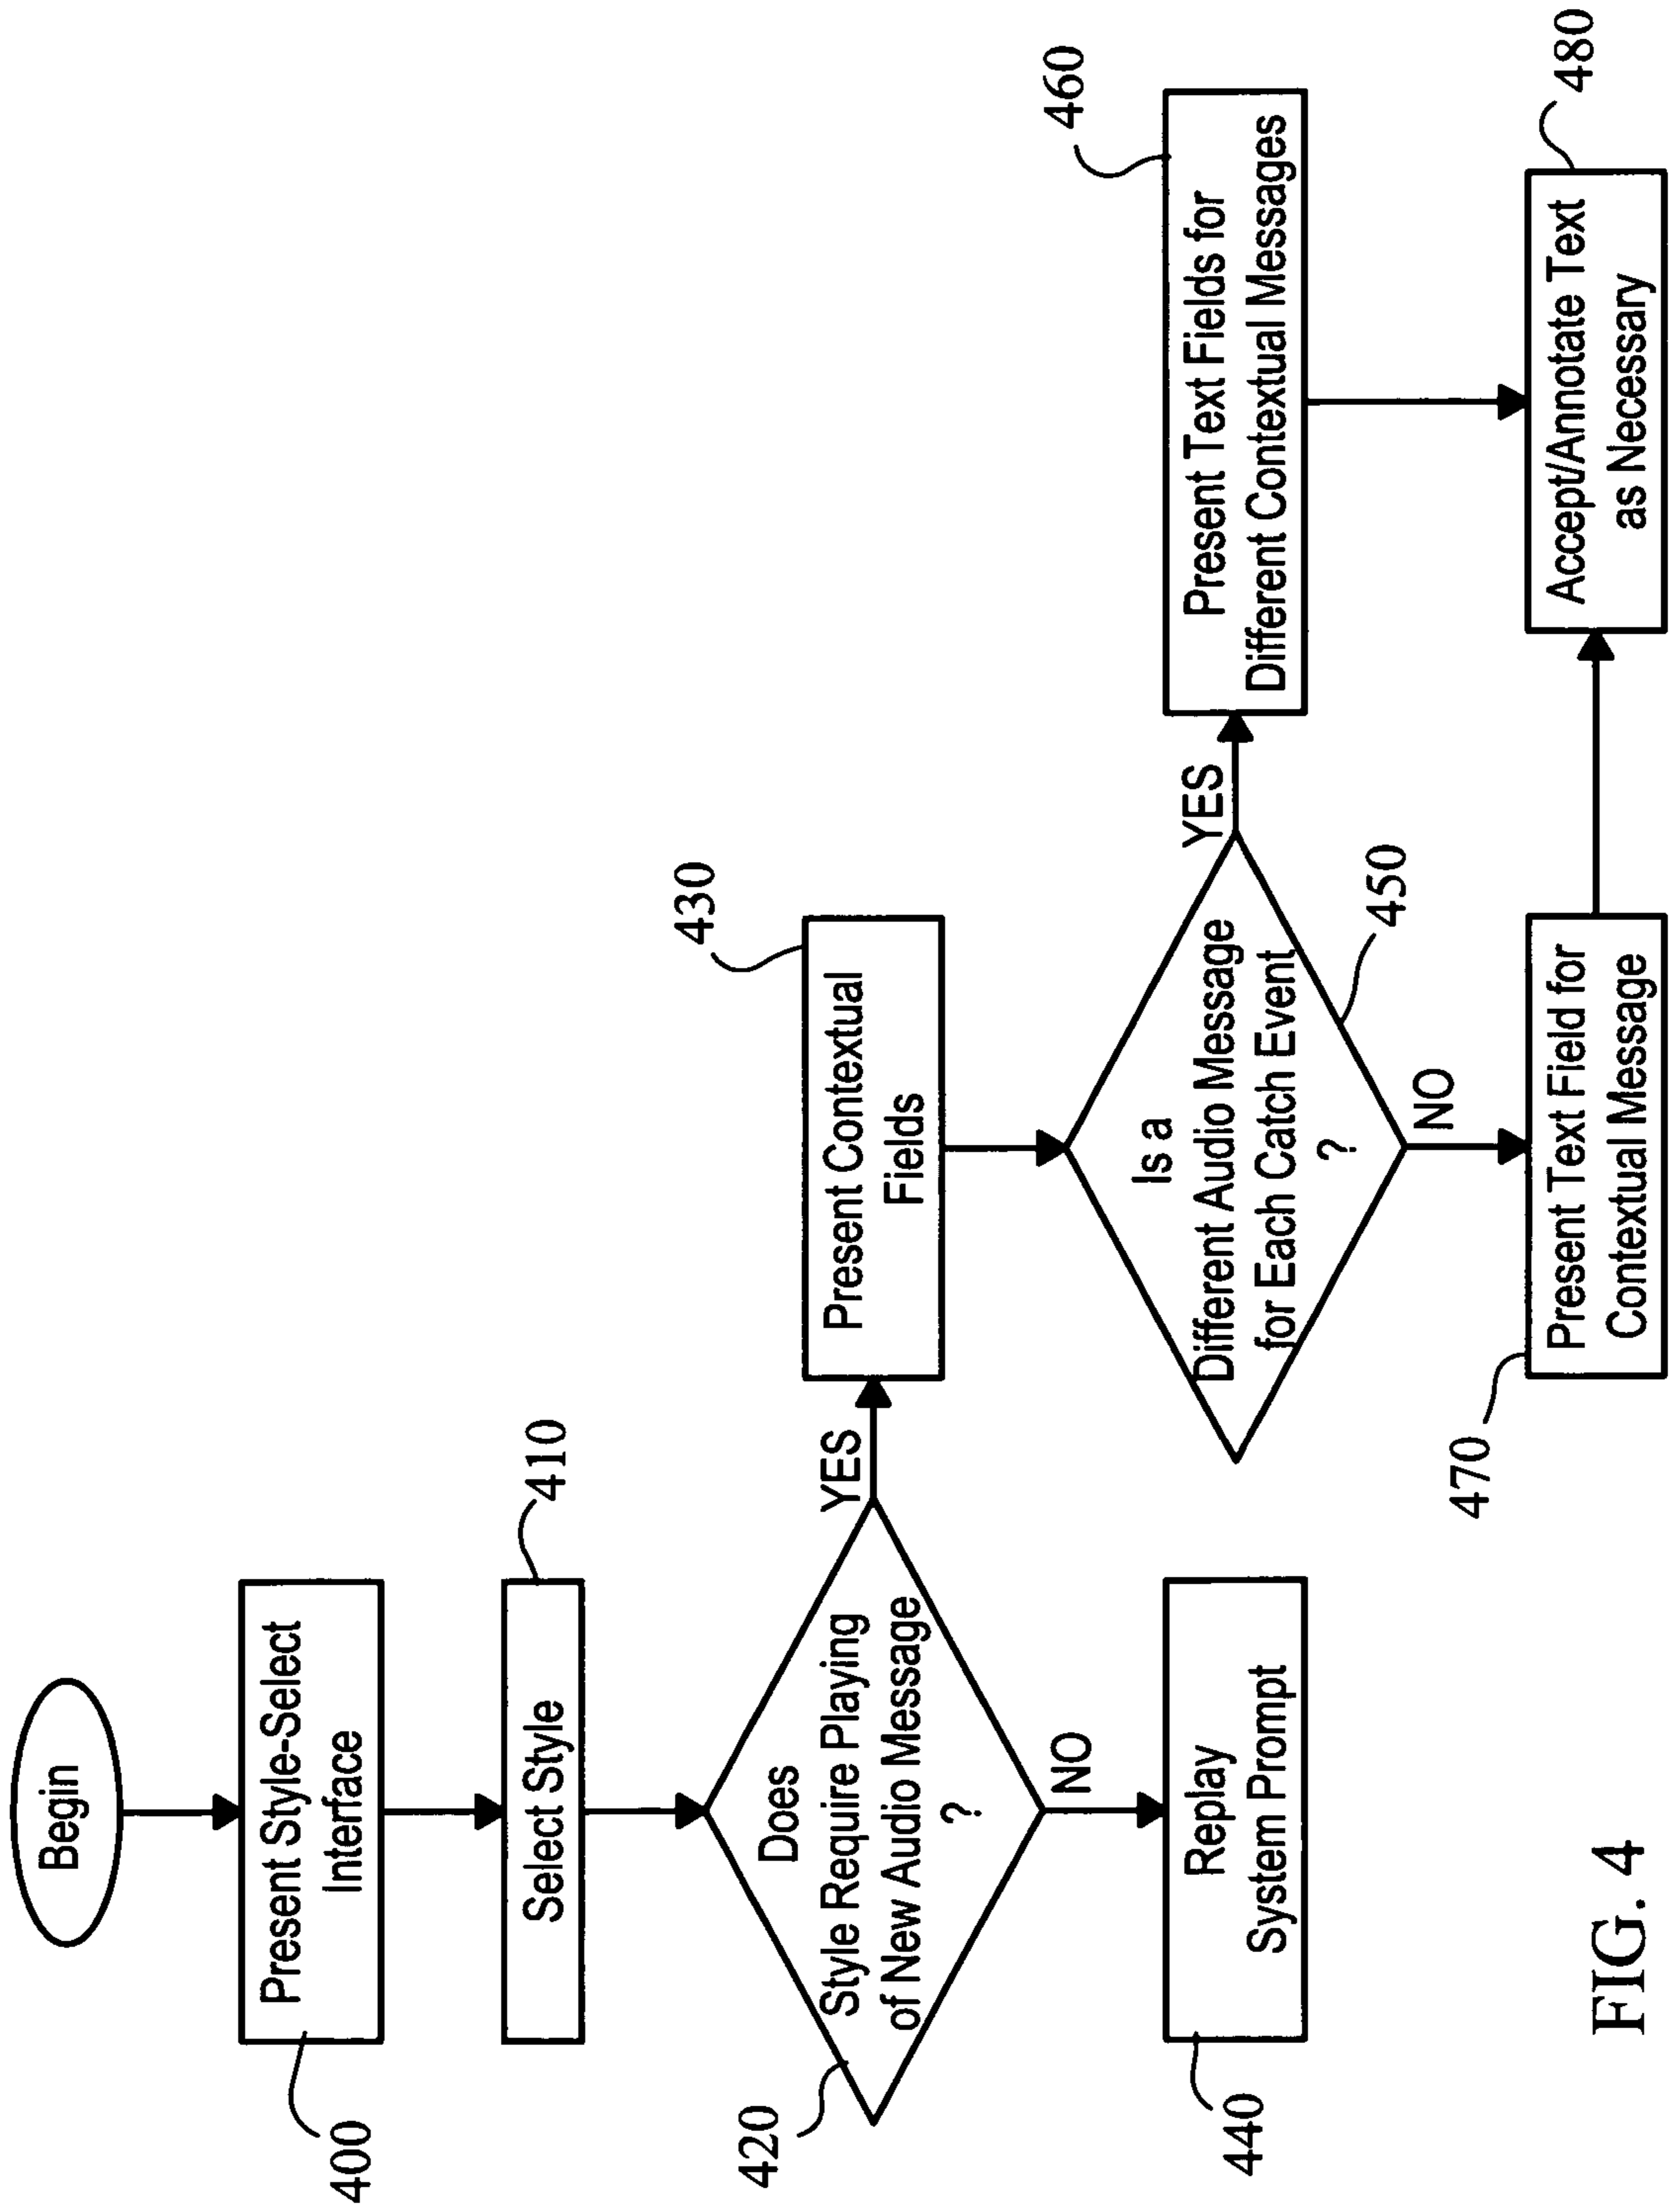 Begin
400
Present Style-Select
Interface
410
Select Style
420
Does
Style Require Playing
of New Audio Message
?
YES
NO
430
Present Contextual
Fields
440
Replay
System Prompt
450
Is a
Different Audio Message
for Each Catch Event
?
YES
NO
460
Present Text Fields for
Different Contextual Messages
470
Present Text Field for
Contextual Message
480
Accept/Annotate Text
as Necessary
FIG. 4